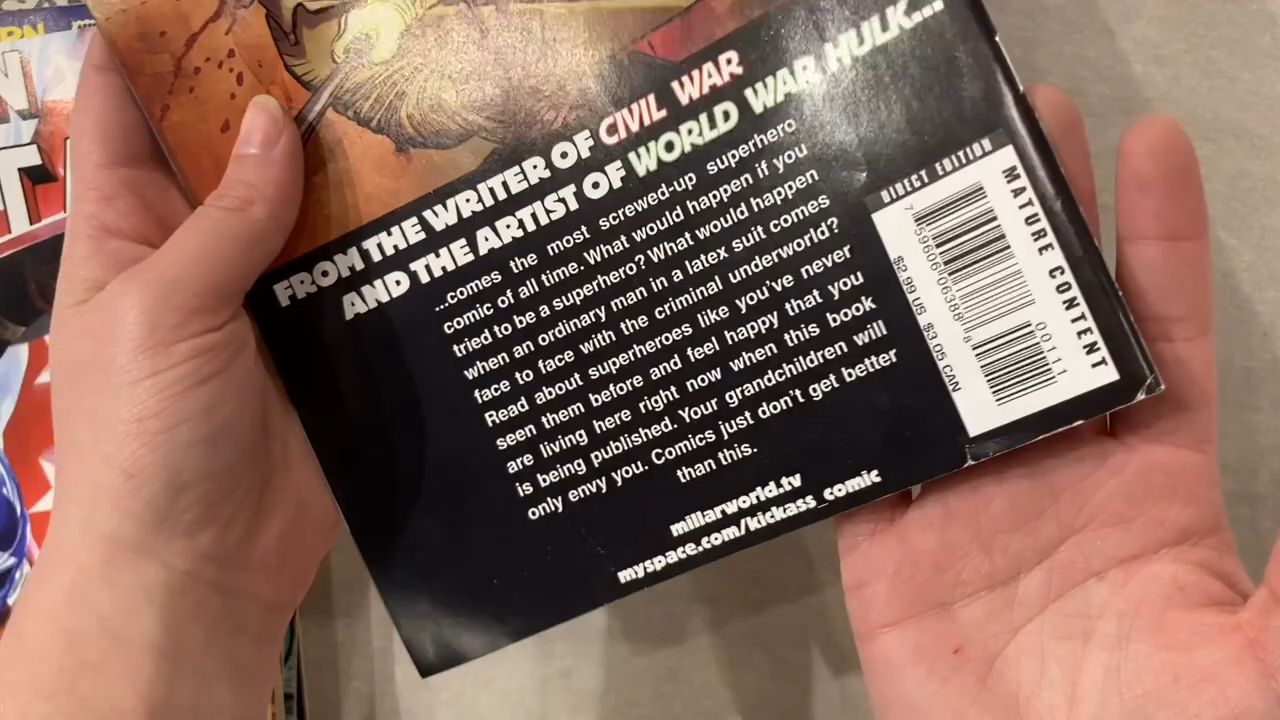 FROM THE WRITER OF CIVIL WAR
AND THE ARTIST OF WORLD WAR HULK...
...comes the most screwed-up superhero
comic of all time. What would happen if you
tried to be a superhero? What would happen
when an ordinary man in a latex suit comes
face to face with the criminal underworld?
Read about superheroes like you've never
seen them before and feel happy that you
are living here right now when this book
is being published. Your grandchildren will
only envy you. Comics just don't get better
than this.
millarworld.tv
myspace.com/kickass_comic
DIRECT EDITION
MATURE CONTENT
7 59606 06388 8
00111
$2.99 US $3.05 CAN